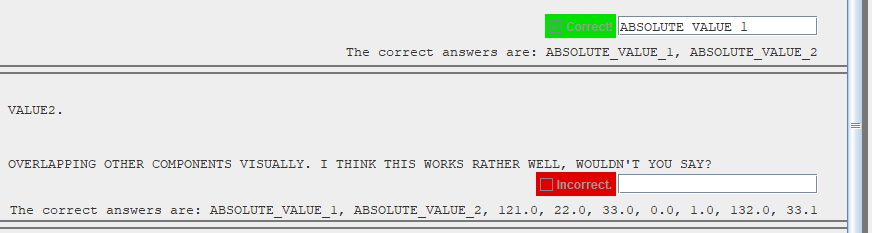 Correct! ABSOLUTE VALUE 1
The correct answers are: ABSOLUTE_VALUE_1, ABSOLUTE_VALUE_2
VALUE2.
OVERLAPPING OTHER COMPONENTS VISUALLY. I THINK THIS WORKS RATHER WELL, WOULDN'T YOU SAY?
Incorrect.
The correct answers are: ABSOLUTE_VALUE_1, ABSOLUTE_VALUE_2, 121.0, 22.0, 33.0, 0.0, 1.0, 132.0, 33.1